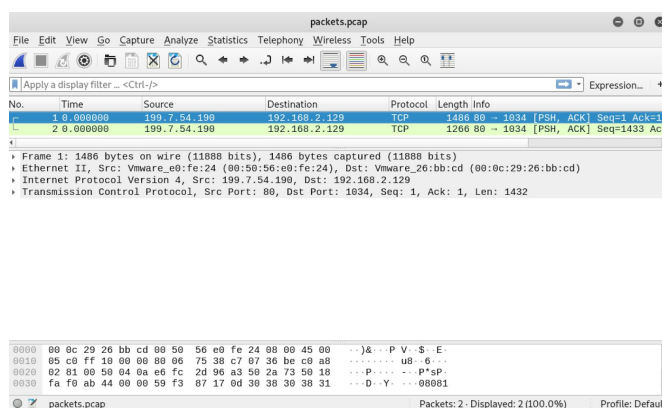 packets.pcap
File Edit View Go Capture Analyze Statistics Telephony Wireless Tools Help
Apply a display filter ... <Ctrl-/> Expression... +
No. Time Source Destination Protocol Length Info
1 0.000000 199.7.54.190 192.168.2.129 TCP 1486 80 → 1034 [PSH, ACK] Seq=1 Ack=1
2 0.000000 199.7.54.190 192.168.2.129 TCP 1266 80 → 1034 [PSH, ACK] Seq=1433 Ac
Frame 1: 1486 bytes on wire (11888 bits), 1486 bytes captured (11888 bits)
Ethernet II, Src: Vmware_e0:fe:24 (00:50:56:e0:fe:24), Dst: Vmware_26:bb:cd (00:0c:29:26:bb:cd)
Internet Protocol Version 4, Src: 199.7.54.190, Dst: 192.168.2.129
Transmission Control Protocol, Src Port: 80, Dst Port: 1034, Seq: 1, Ack: 1, Len: 1432
0000 00 0c 29 26 bb cd 00 50 56 e0 fe 24 08 00 45 00 ··)&···P V··$··E·
0010 05 c0 ff 10 00 00 80 06 75 38 c7 07 36 be c0 a8 ········ u8··6···
0020 02 81 00 50 04 0a e6 fc 2d 96 a3 50 2a 73 50 18 ···P···· -··P*sP·
0030 fa f0 ab 44 00 00 59 f3 87 17 0d 30 38 30 38 31 ···D··Y· ···08081
packets.pcap Packets: 2 · Displayed: 2 (100.0%) Profile: Defaul